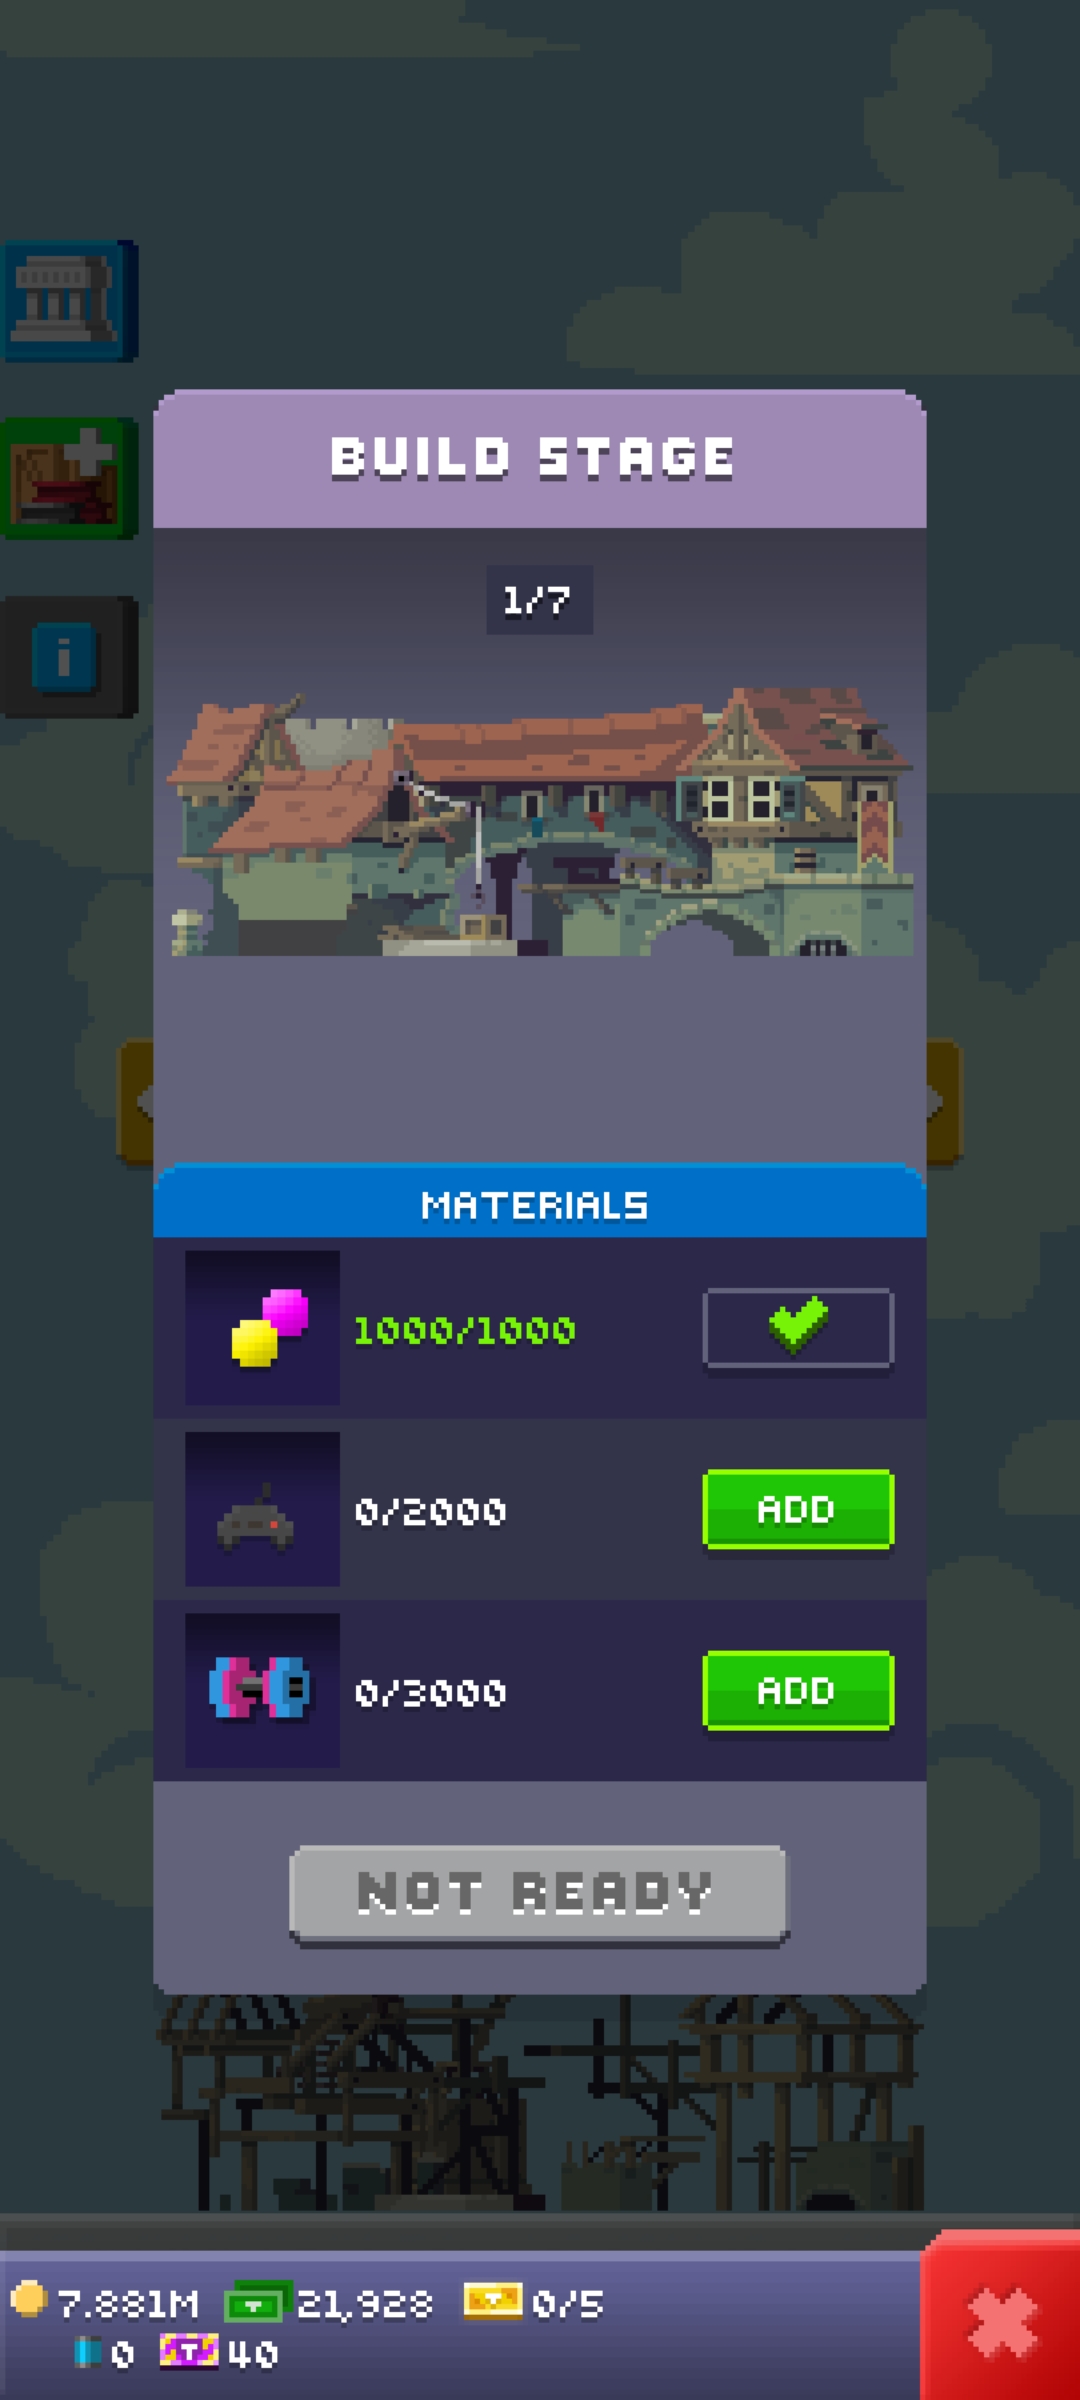 BUILD STAGE
1/7
i
MATERIALS
1000/1000
0/2000
ADD
0/3000
ADD
NOT READY
7.881M 21,928 0/5
0 40